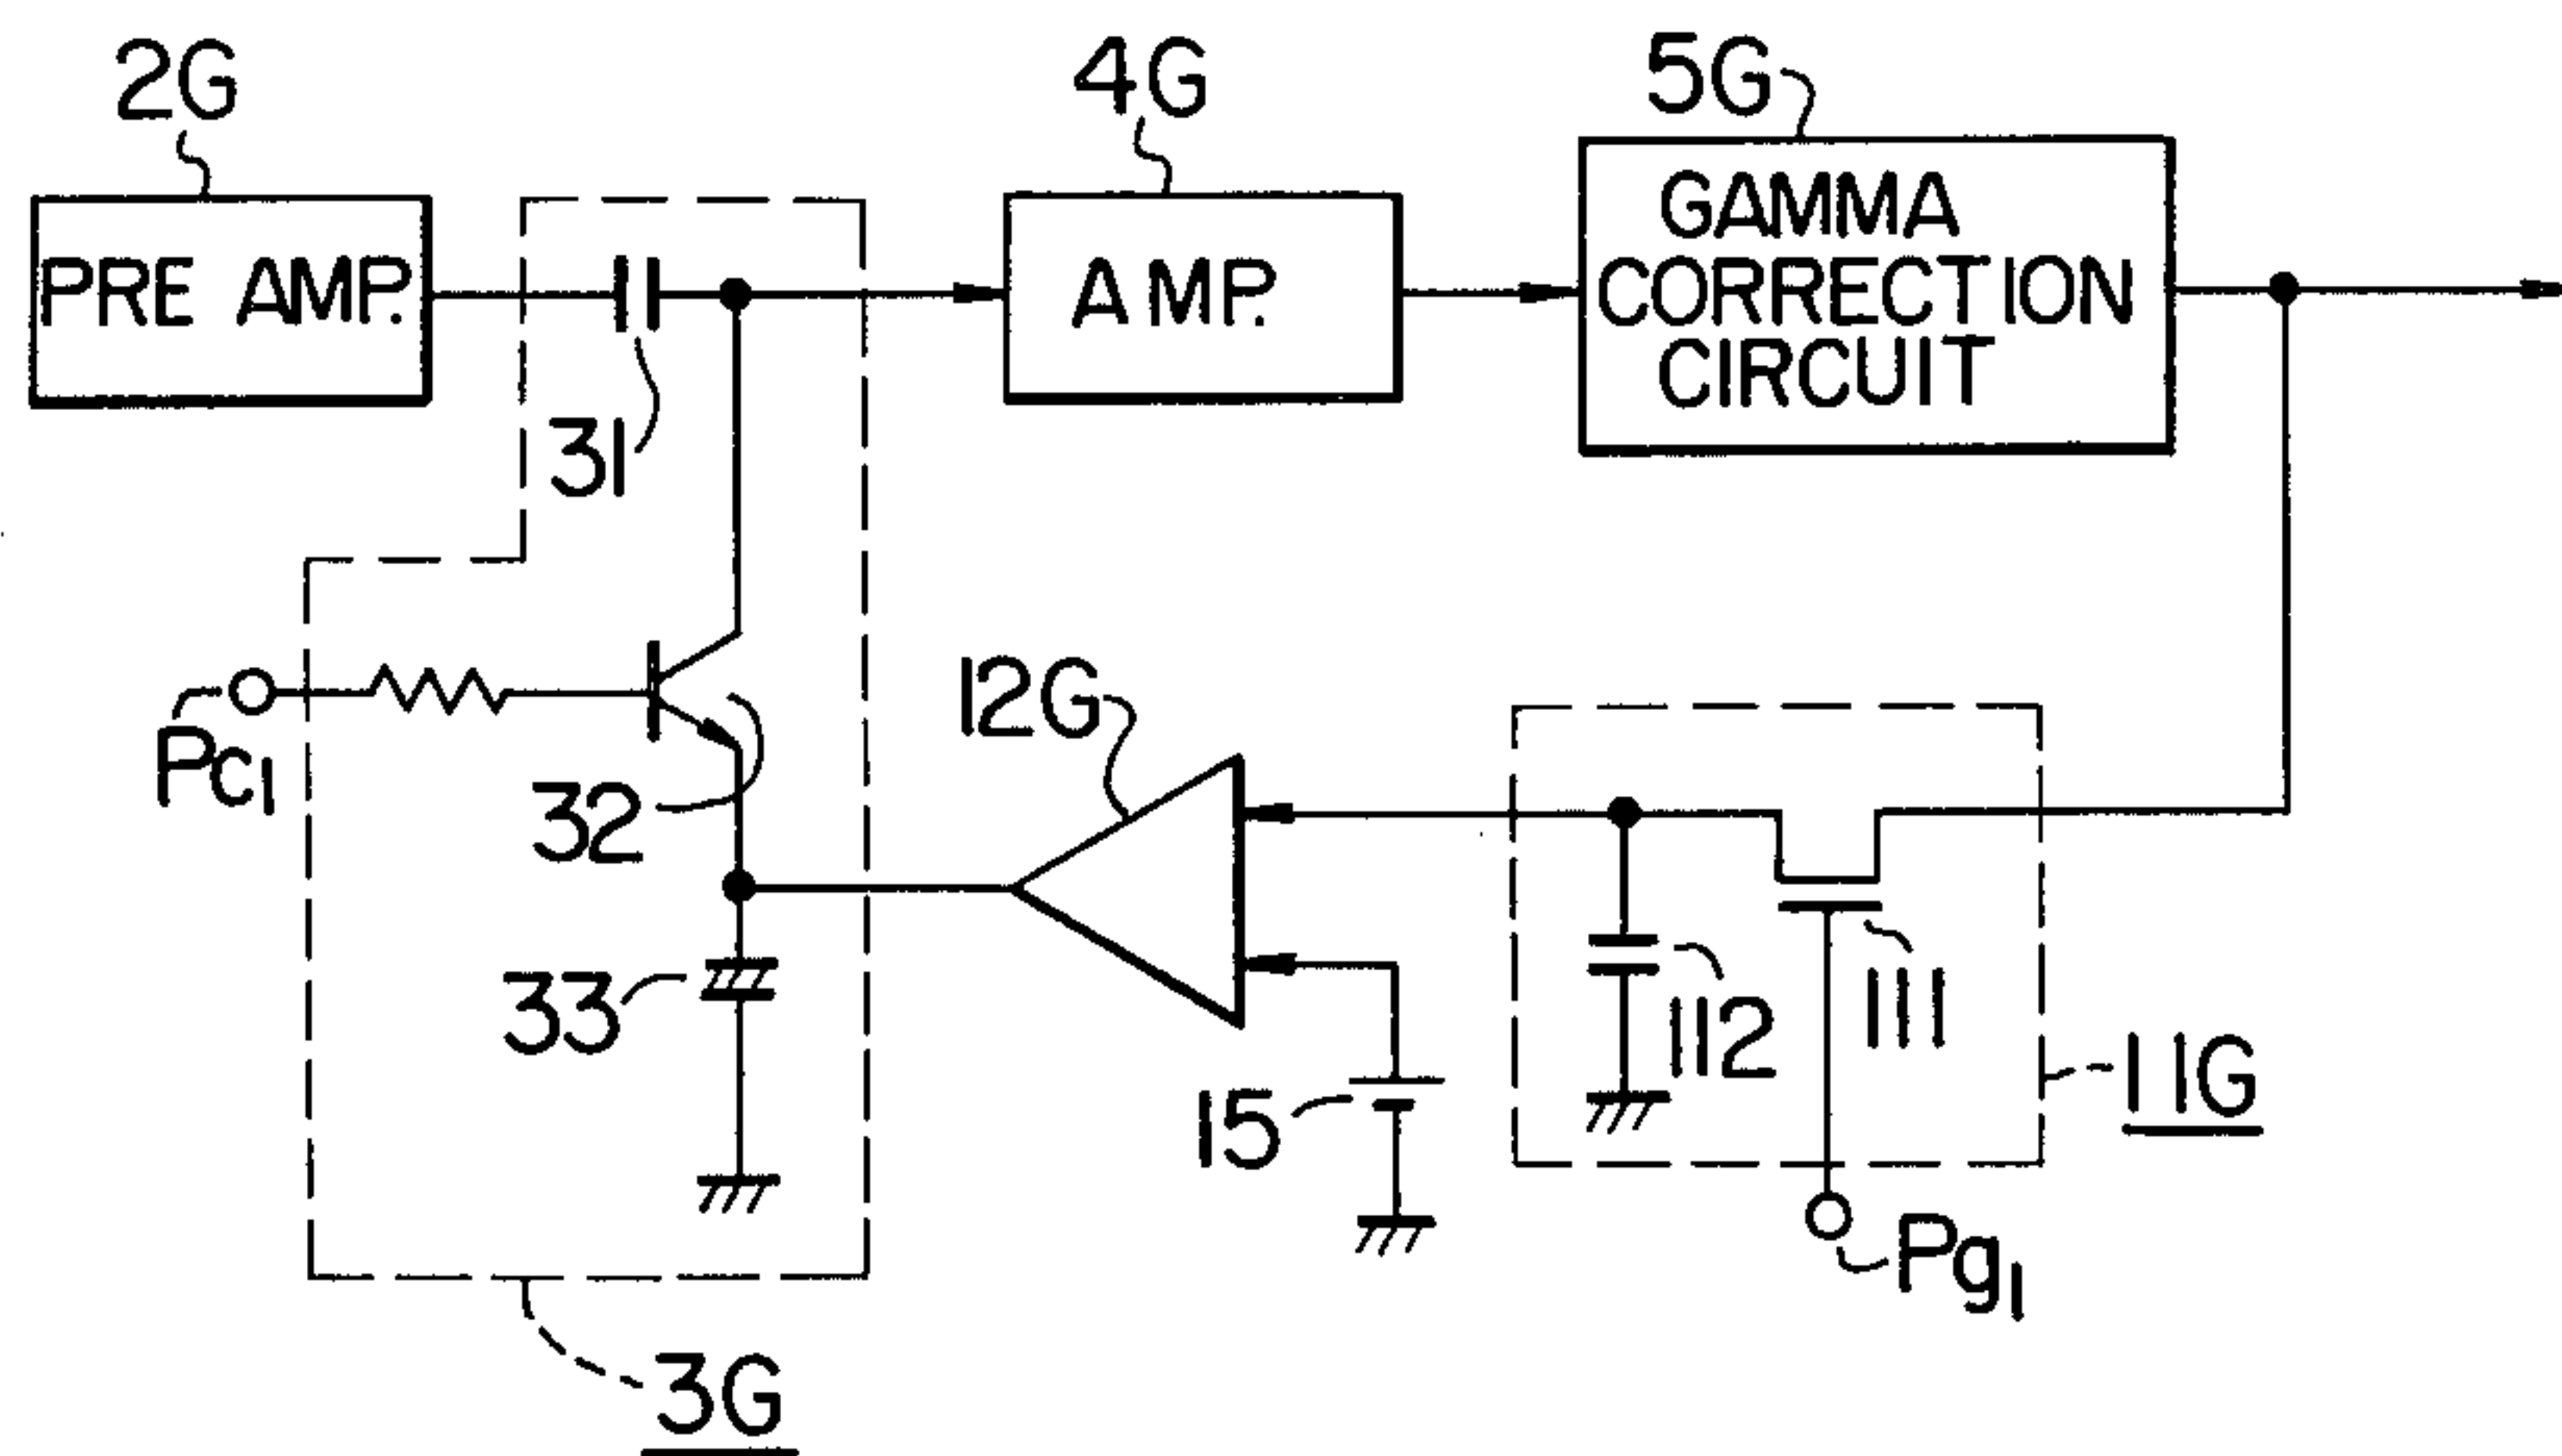 2G
4G
5G
PRE AMP.
AMP.
GAMMA
CORRECTION
CIRCUIT
31
Pc1
32
12G
33
15
112
111
11G
Pg1
3G